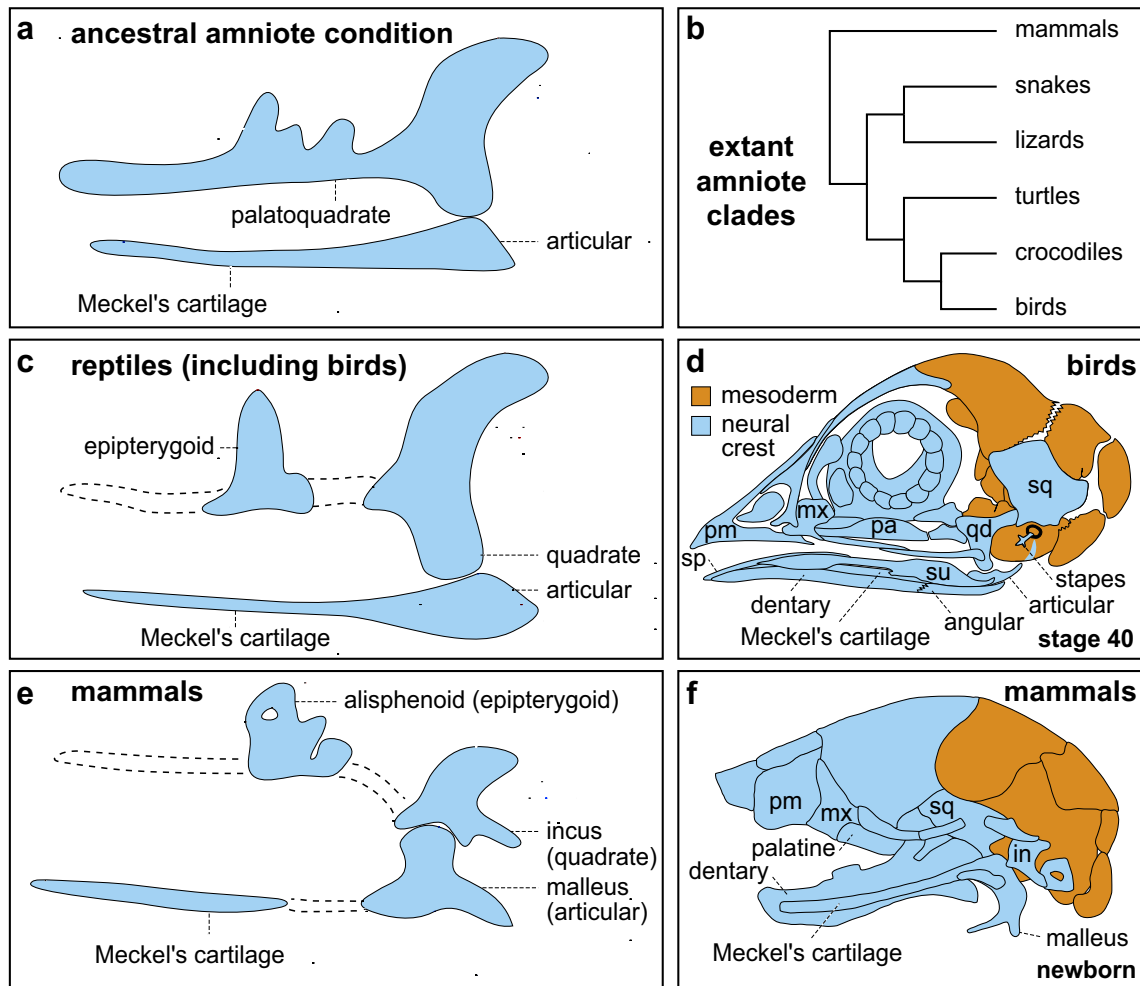 a ancestral amniote condition
palatoquadrate
articular
Meckel's cartilage
b
mammals
snakes
lizards
extant
amniote
clades
turtles
crocodiles
birds
c reptiles (including birds)
epipterygoid
quadrate
articular
Meckel's cartilage
d birds
mesoderm
neural
crest
sq
mx
pa
qd
pm
sp
su
stapes
dentary
articular
angular
Meckel's cartilage
stage 40
e mammals
alisphenoid (epipterygoid)
incus
(quadrate)
malleus
(articular)
Meckel's cartilage
f mammals
pm
mx
sq
palatine
in
dentary
Meckel's cartilage
malleus
newborn